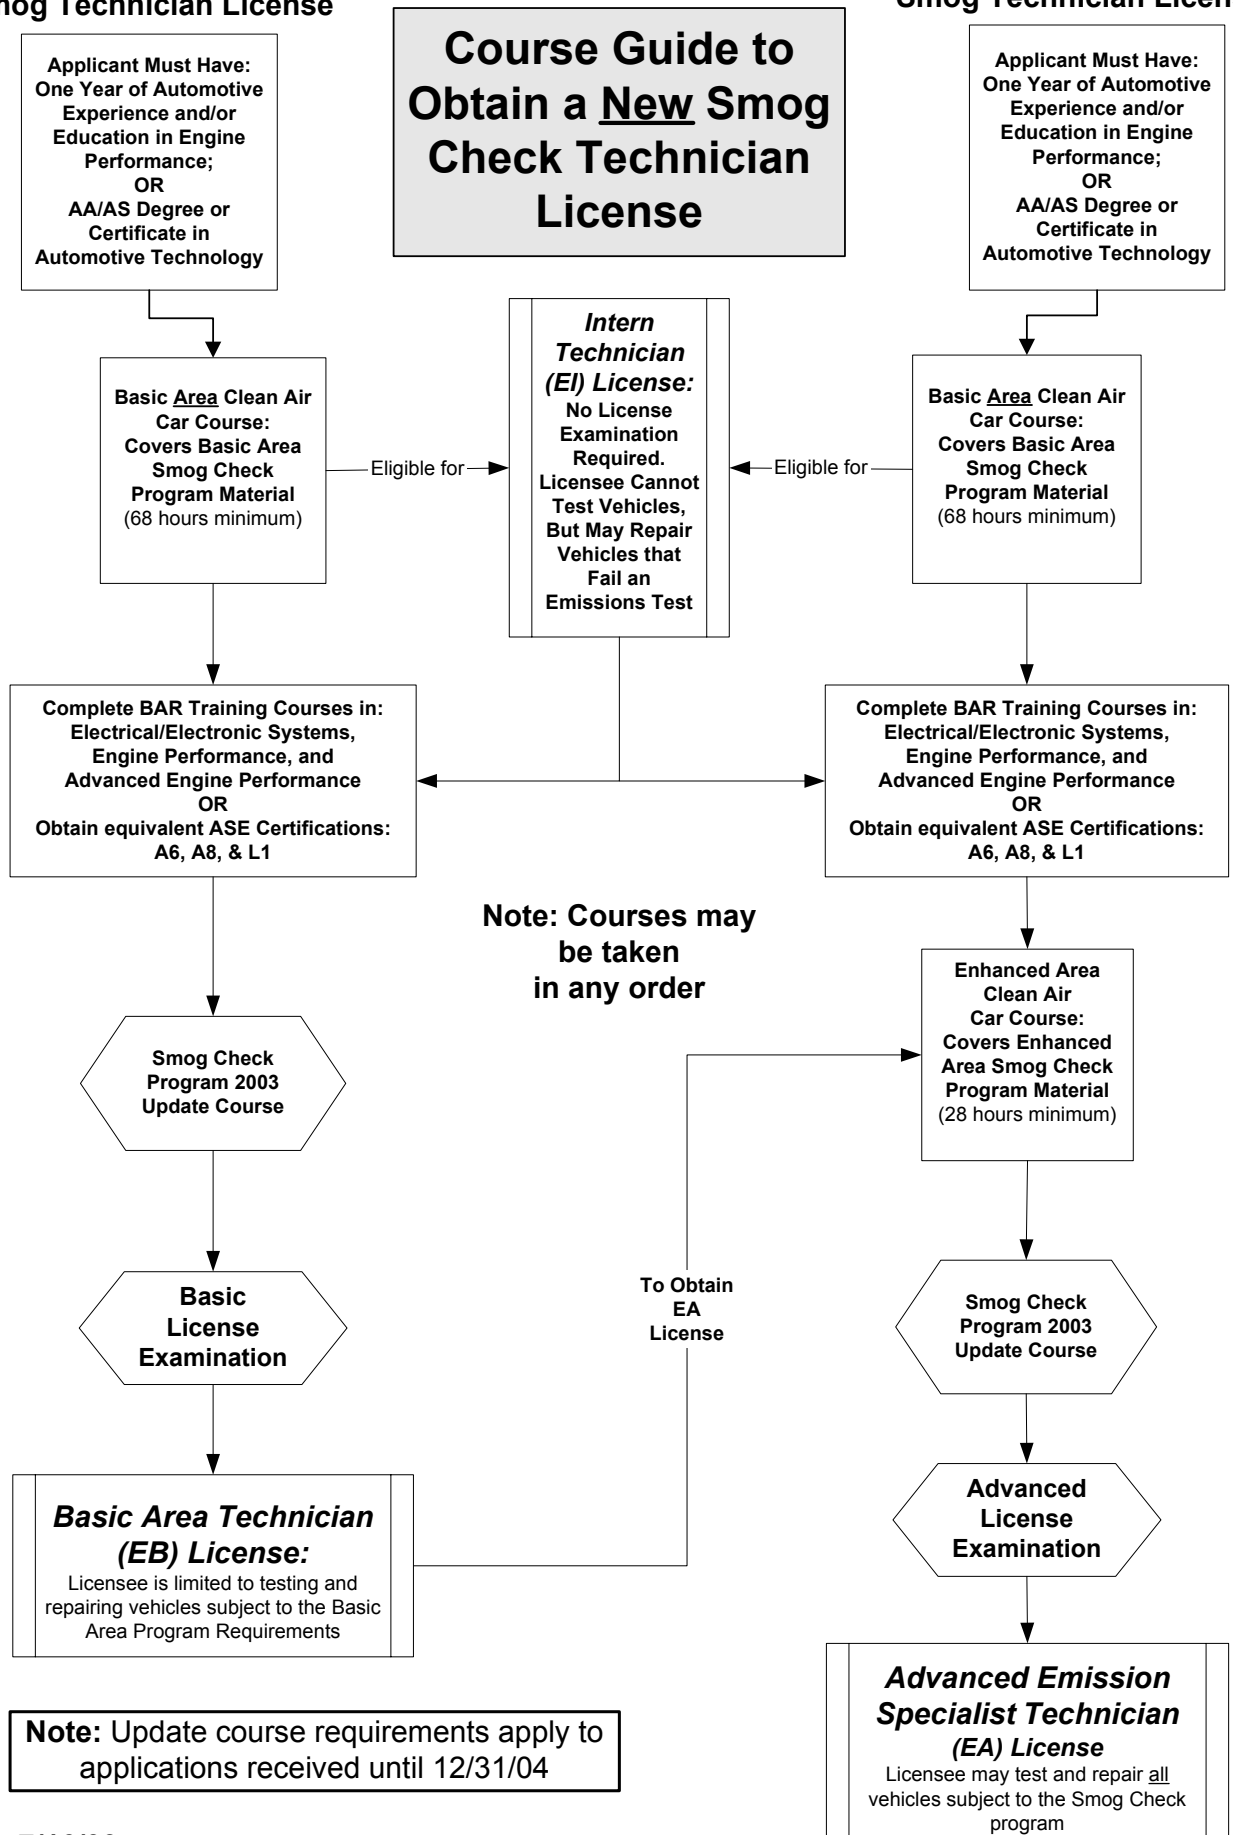 Smog Technician License
Applicant Must Have:
One Year of Automotive
Experience and/or
Education in Engine
Performance;
OR
AA/AS Degree or
Certificate in
Automotive Technology
Course Guide to
Obtain a New Smog
Check Technician
License
Smog Technician
Applicant Must Have:
One Year of Automotive
Experience and/or
Education in Engine
Performance;
OR
AA/AS Degree or
Certificate in
Automotive Technology
Basic Area Clean Air
Car Course:
Covers Basic Area
Smog Check
Program Material
(68 hours minimum)
Eligible for
Intern
Technician
(EI) License:
No License
Examination
Required.
Licensee Cannot
Test Vehicles,
But May Repair
Vehicles that
Fail an
Emissions Test
Eligible for
Basic Area Clean Air
Car Course:
Covers Basic Area
Smog Check
Program Material
(68 hours minimum)
Complete BAR Training Courses in:
Electrical/Electronic Systems,
Engine Performance, and
Advanced Engine Performance
OR
Obtain equivalent ASE Certifications:
A6, A8, & L1
Complete BAR Training Courses in:
Electrical/Electronic Systems,
Engine Performance, and
Advanced Engine Performance
OR
Obtain equivalent ASE Certifications:
A6, A8, & L1
Note: Courses may
be taken
in any order
Smog Check
Program 2003
Update Course
Enhanced Area
Clean Air
Car Course:
Covers Enhanced
Area Smog Check
Program Material
(28 hours minimum)
Basic
License
Examination
To Obtain
EA
License
Smog Check
Program 2003
Update Course
Basic Area Technician
(EB) License:
Licensee is limited to testing and
repairing vehicles subject to the Basic
Area Program Requirements
Advanced
License
Examination
Advanced Emission
Specialist Technician
(EA) License
Licensee may test and repair all
vehicles subject to the Smog Check
program
Note: Update course requirements apply to
applications received until 12/31/04